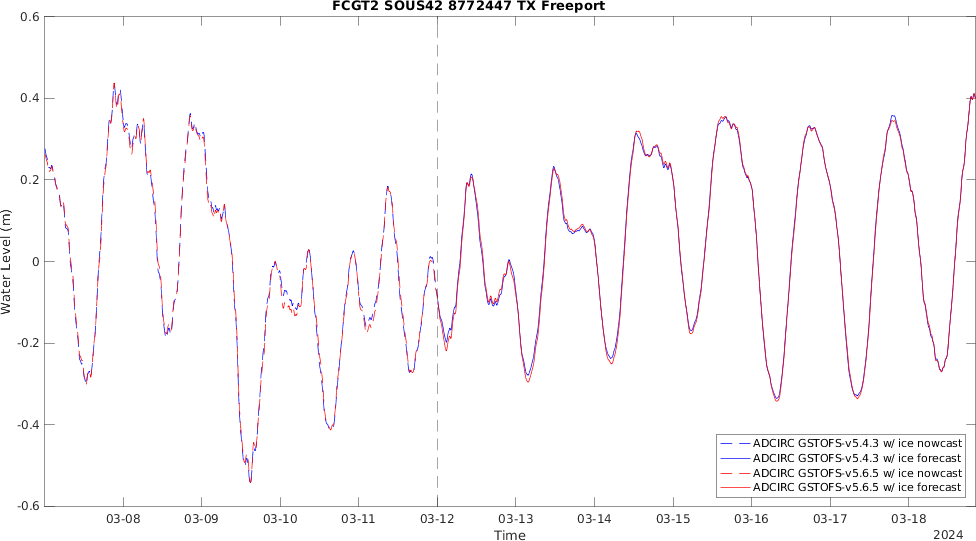 FCGT2 SOUS42 8772447 TX Freeport
0.6
0.4
0.2
0
-0.2
-0.4
-0.6
Water Level (m)
03-08 03-09 03-10 03-11 03-12 03-13 03-14 03-15 03-16 03-17 03-18
Time
2024
ADCIRC GSTOFS-v5.4.3 w/ ice nowcast
ADCIRC GSTOFS-v5.4.3 w/ ice forecast
ADCIRC GSTOFS-v5.6.5 w/ ice nowcast
ADCIRC GSTOFS-v5.6.5 w/ ice forecast